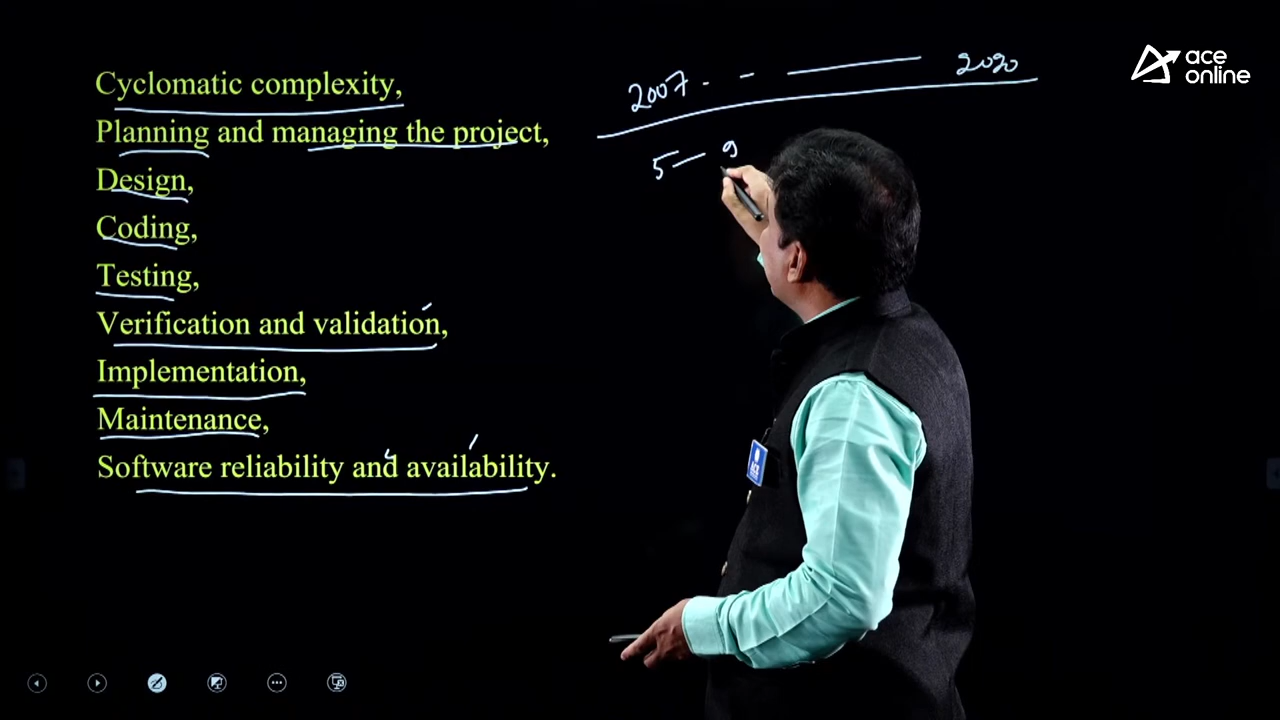 Cyclomatic complexity,
Planning and managing the project,
Design,
Coding,
Testing,
Verification and validation,
Implementation,
Maintenance,
Software reliability and availability.
2007 - - — 2020
5 — 9
ace
online
ACE